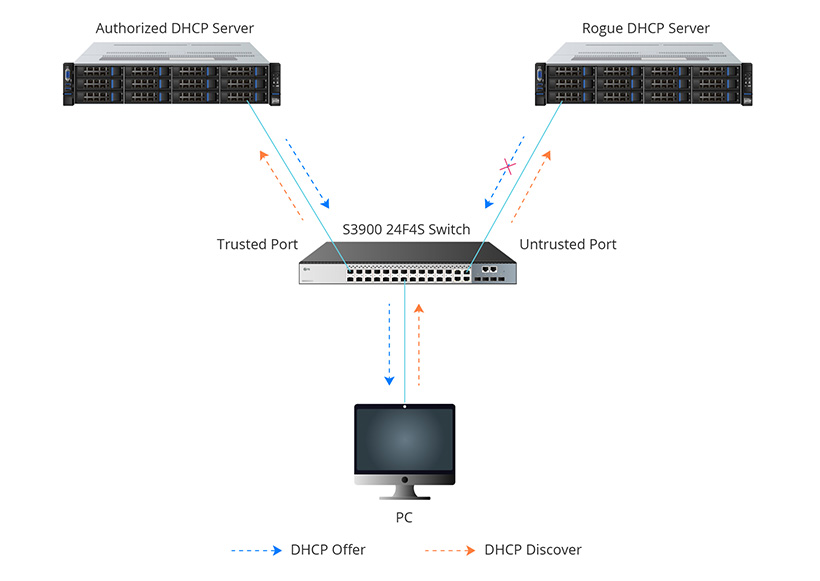 Authorized DHCP Server
Rogue DHCP Server
S3900 24F4S Switch
Trusted Port
Untrusted Port
PC
DHCP Offer
DHCP Discover